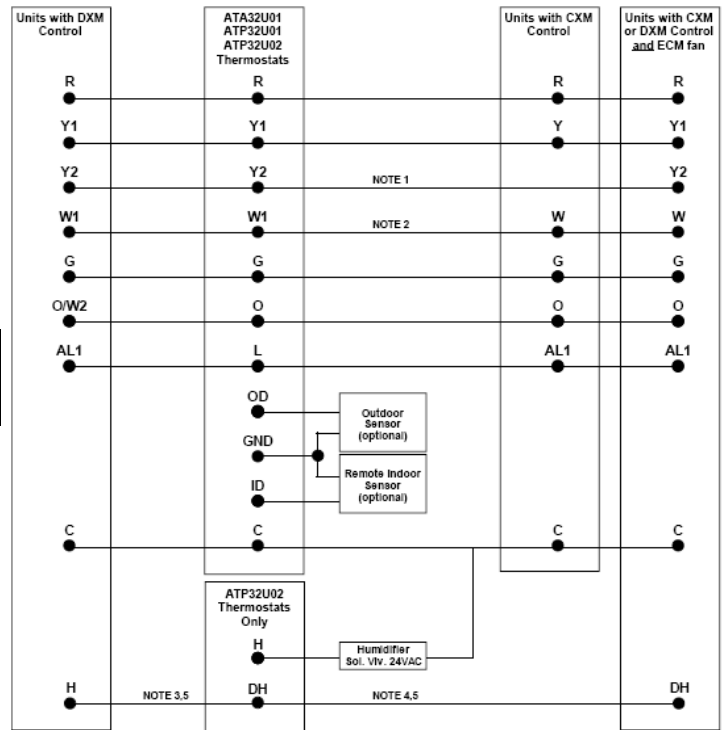 Units with DXM
Control
ATA32U01
ATP32U01
ATP32U02
Thermostats
Units with CXM
Control
Units with CXM
or DXM Control
and ECM fan
R
R
R
R
Y1
Y1
Y
Y1
Y2
Y2
NOTE 1
Y2
W1
W1
NOTE 2
W
W
G
G
G
G
O/W2
O
O
O
AL1
L
AL1
AL1
OD
Outdoor
Sensor
(optional)
GND
Remote Indoor
Sensor
(optional)
ID
C
C
C
C
ATP32U02
Thermostats
Only
H
Humidifier
Sol. Vlv. 24VAC
H
NOTE 3,5
DH
NOTE 4,5
DH